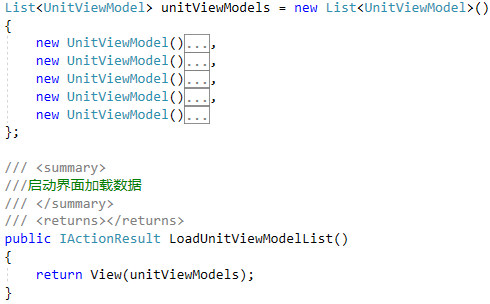 List<UnitViewModel> unitViewModels = new List<UnitViewModel>()
{
new UnitViewModel()...,
new UnitViewModel()...,
new UnitViewModel()...,
new UnitViewModel()...,
new UnitViewModel()...
};
/// <summary>
///启动界面加载数据
/// </summary>
/// <returns></returns>
public IActionResult LoadUnitViewModelList()
{
return View(unitViewModels);
}